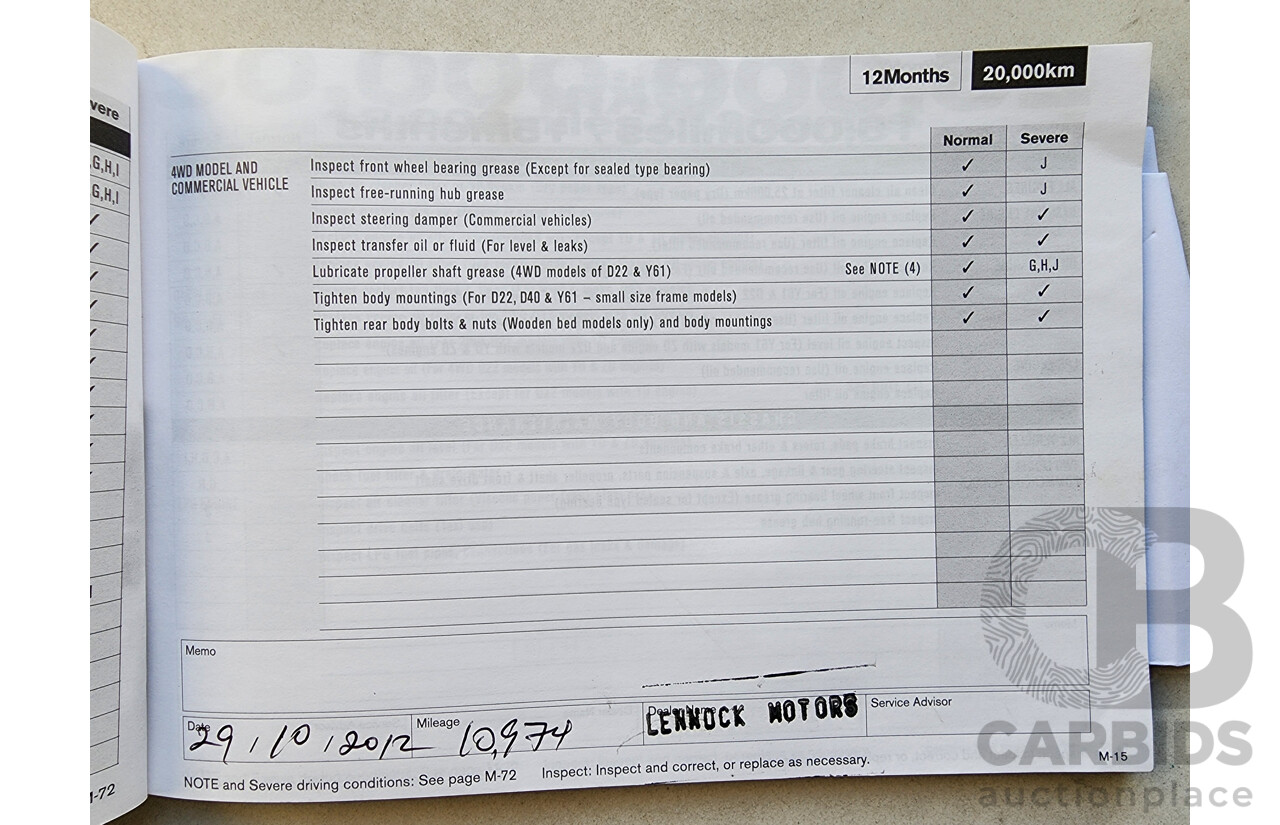 vere
G,H,I
G,H,I
-72
12Months 20,000km
Normal Severe
4WD MODEL AND
COMMERCIAL VEHICLE
Inspect front wheel bearing grease (Except for sealed type bearing) ✓ J
Inspect free-running hub grease ✓ J
Inspect steering damper (Commercial vehicles) ✓ ✓
Inspect transfer oil or fluid (For level & leaks) ✓ ✓
Lubricate propeller shaft grease (4WD models of D22 & Y61) See NOTE (4) ✓ G,H,J
Tighten body mountings (For D22, D40 & Y61 – small size frame models) ✓ ✓
Tighten rear body bolts & nuts (Wooden bed models only) and body mountings ✓ ✓
Memo
Date 29/10/2012 Mileage 10,974 Dealer Name LENNOCK MOTORS Service Advisor
NOTE and Severe driving conditions: See page M-72 Inspect: Inspect and correct, or replace as necessary. M-15
CB
CARBIDS
auctionplace